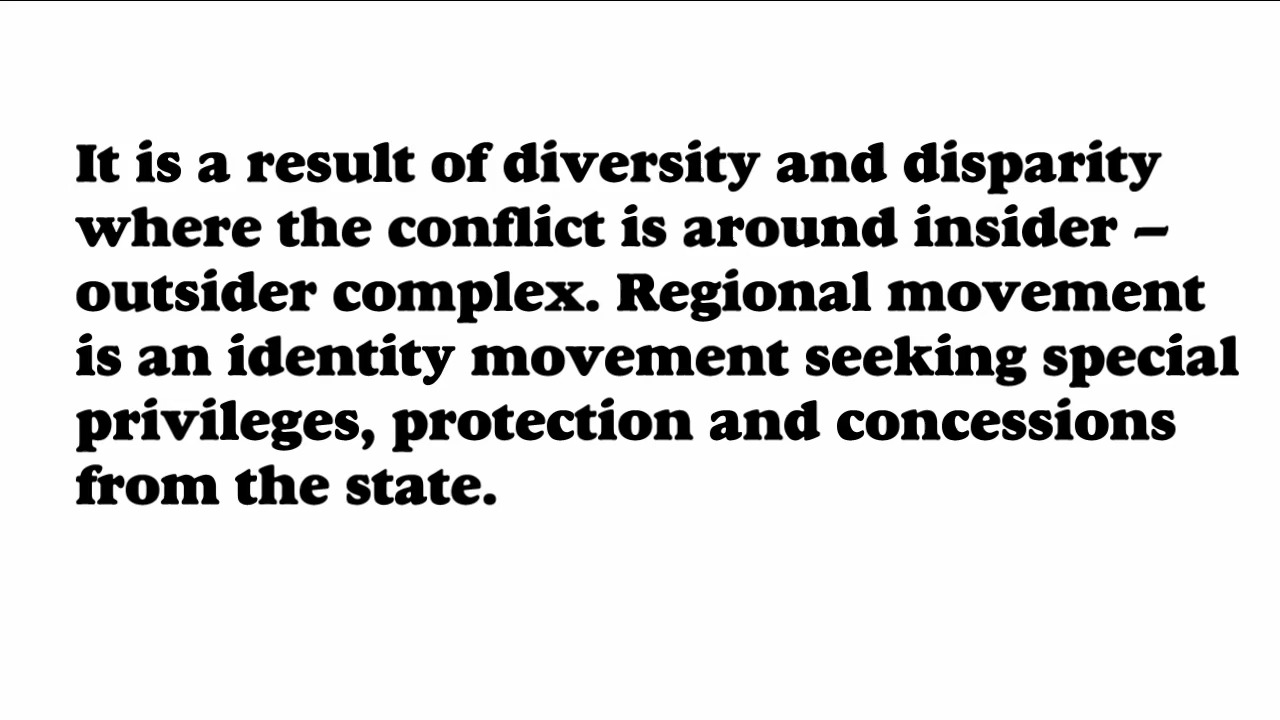 It is a result of diversity and disparity
where the conflict is around insider –
outsider complex. Regional movement
is an identity movement seeking special
privileges, protection and concessions
from the state.